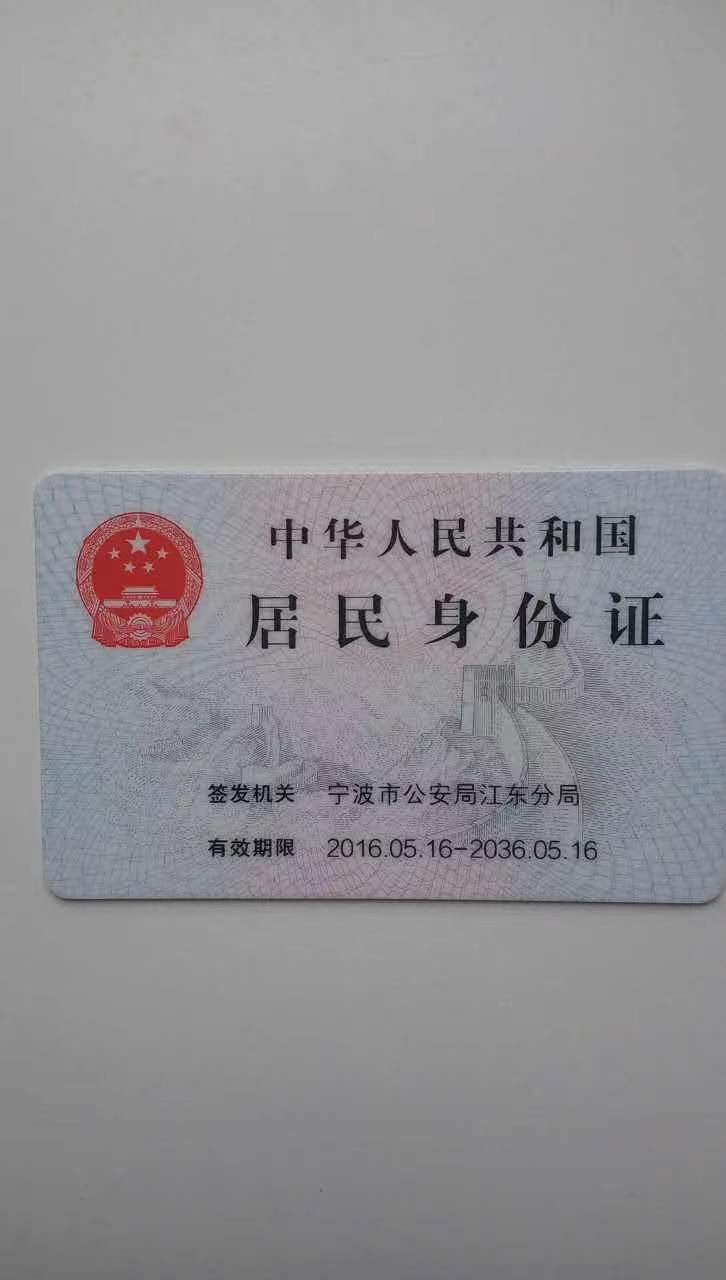 中华人民共和国
居民身份证
签发机关 宁波市公安局江东分局
有效期限 2016.05.16-2036.05.16